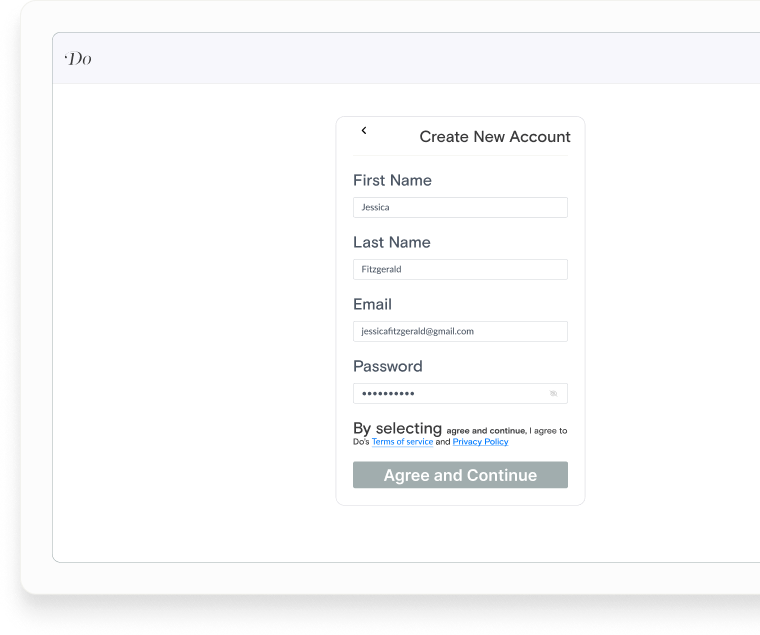 Do
Create New Account
First Name
Jessica
Last Name
Fitzgerald
Email
jessicafitzgerald@gmail.com
Password
••••••••••
By selecting agree and continue, I agree to
Do's Terms of service and Privacy Policy
Agree and Continue